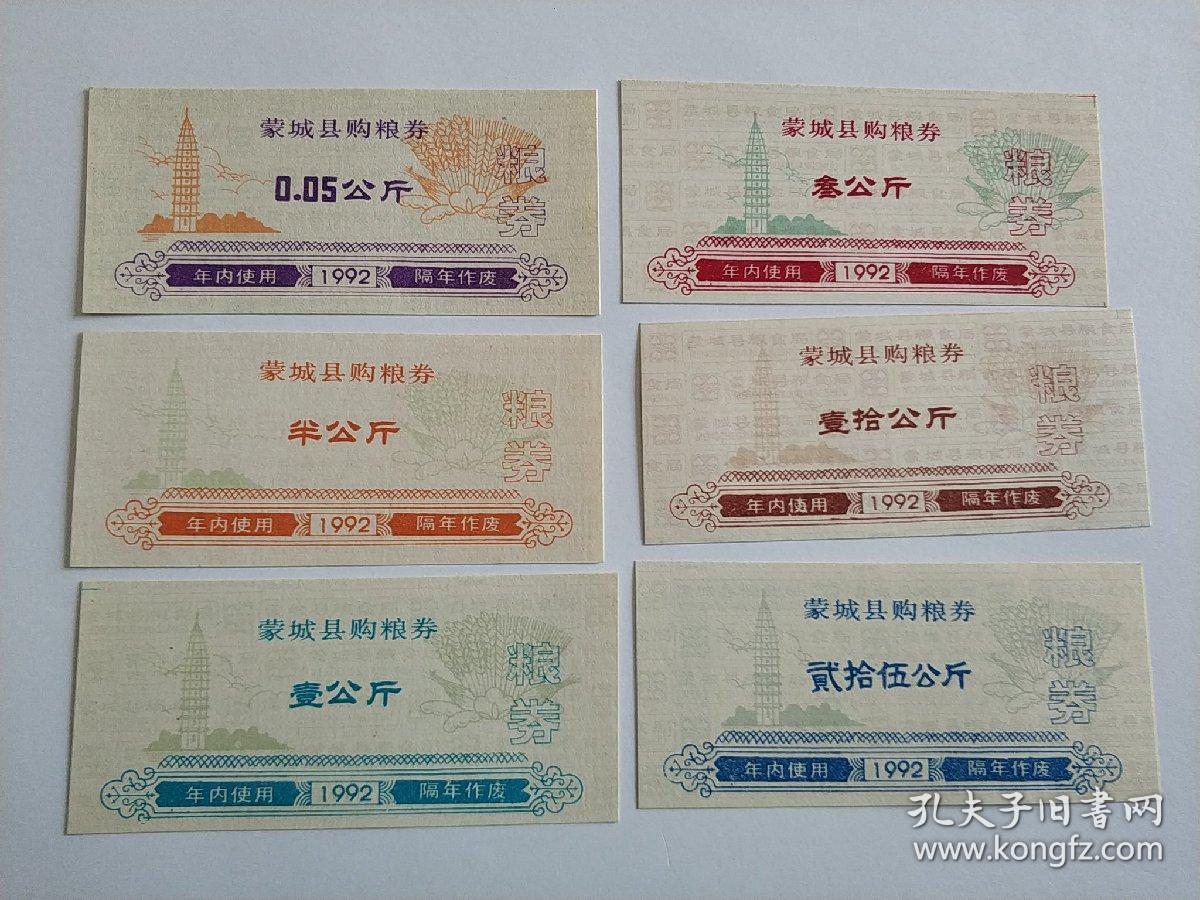 蒙城县购粮券
0.05公斤
粮券
年内使用 1992 隔年作废
蒙城县购粮券
叁公斤
粮券
年内使用 1992 隔年作废
蒙城县购粮券
半公斤
粮券
年内使用 1992 隔年作废
蒙城县购粮券
壹拾公斤
粮券
年内使用 1992 隔年作废
蒙城县购粮券
壹公斤
粮券
年内使用 1992 隔年作废
蒙城县购粮券
貳拾伍公斤
粮券
年内使用 1992 隔年作废
孔夫子旧书网
www.kongfz.com